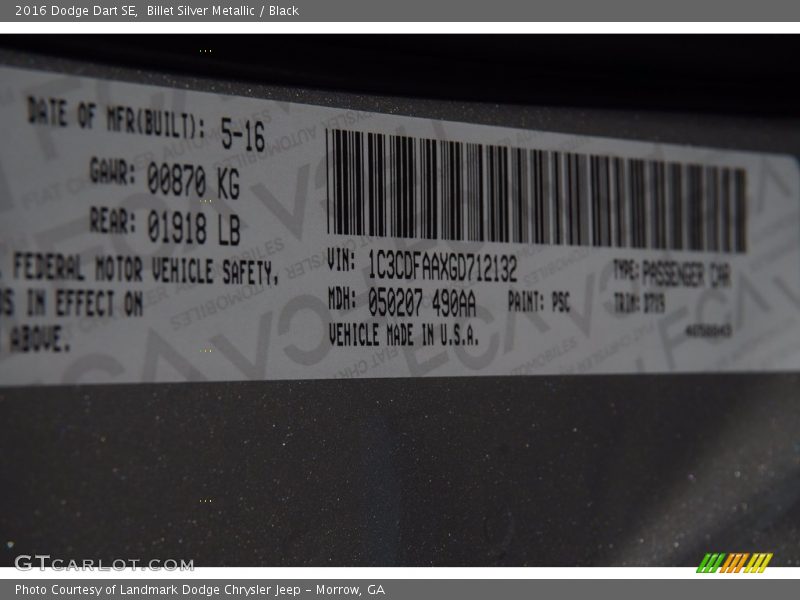 2016 Dodge Dart SE, Billet Silver Metallic / Black
DATE OF MFR(BUILT): 5-16
GAWR: 00870 KG
REAR: 01918 LB
FEDERAL MOTOR VEHICLE SAFETY,
IN EFFECT ON
ABOVE.
VIN: 1C3CDFAAXGD712132
TYPE: PASSENGER CAR
MDH: 050207 490AA PAINT: PSC
TRIM:
VEHICLE MADE IN U.S.A.
GTCARLOT.COM
Photo Courtesy of Landmark Dodge Chrysler Jeep – Morrow, GA